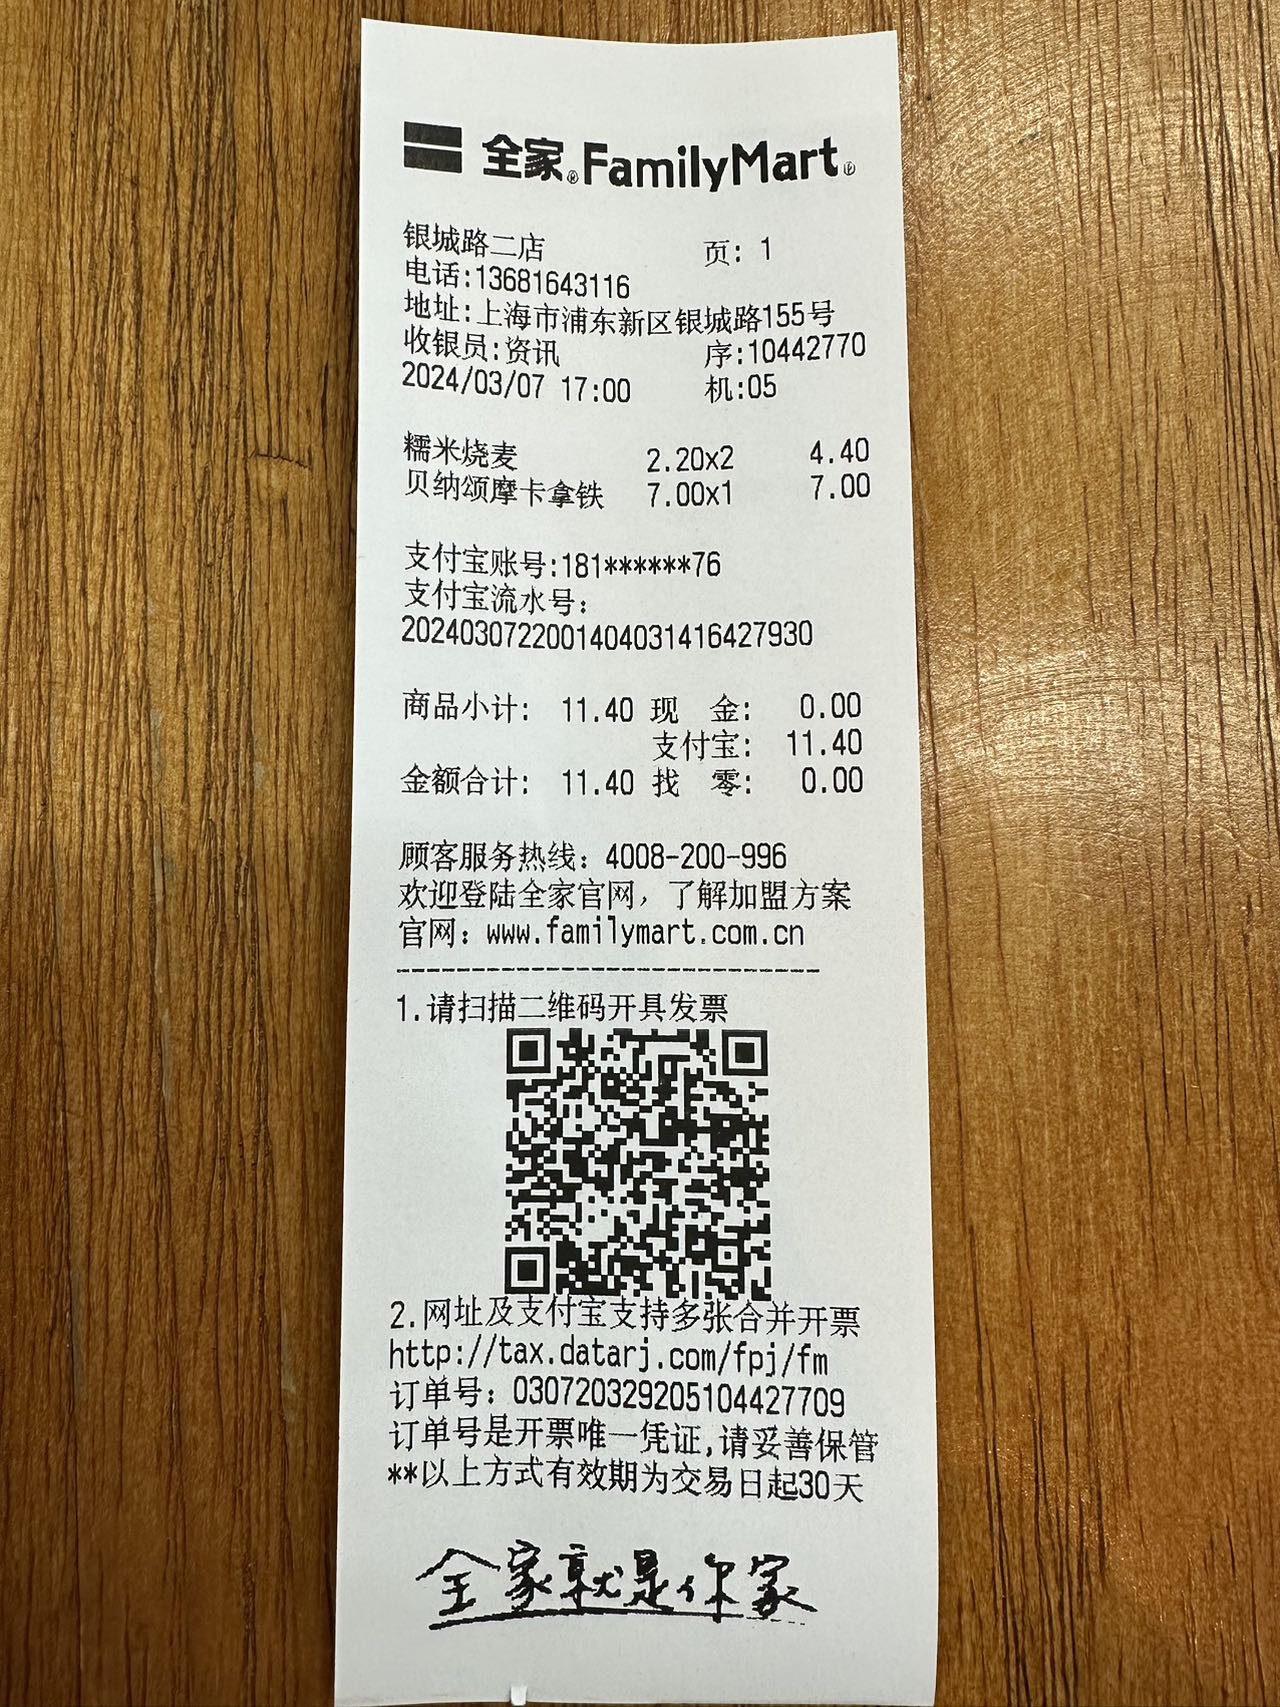 全家®FamilyMart®
银城路二店 页: 1
电话:13681643116
地址:上海市浦东新区银城路155号
收银员:资讯 序:10442770
2024/03/07 17:00 机:05
糯米烧麦 2.20x2 4.40
贝纳颂摩卡拿铁 7.00x1 7.00
支付宝账号:181******76
支付宝流水号:
2024030722001404031416427930
商品小计: 11.40 现 金: 0.00
支付宝: 11.40
金额合计: 11.40 找 零: 0.00
顾客服务热线: 4008-200-996
欢迎登陆全家官网，了解加盟方案
官网: www.familymart.com.cn
1.请扫描二维码开具发票
2.网址及支付宝支持多张合并开票
http://tax.datarj.com/fpj/fm
订单号: 030720329205104427709
订单号是开票唯一凭证,请妥善保管
**以上方式有效期为交易日起30天
全家就是你家